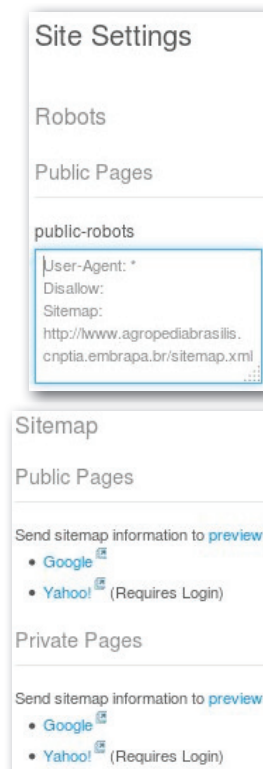 Site Settings
Robots
Public Pages
public-robots
User-Agent: *
Disallow:
Sitemap:
http://www.agropediabrasilis.
cnptia.embrapa.br/sitemap.xml
Sitemap
Public Pages
Send sitemap information to preview
• Google
• Yahoo! (Requires Login)
Private Pages
Send sitemap information to preview
• Google
• Yahoo! (Requires Login)